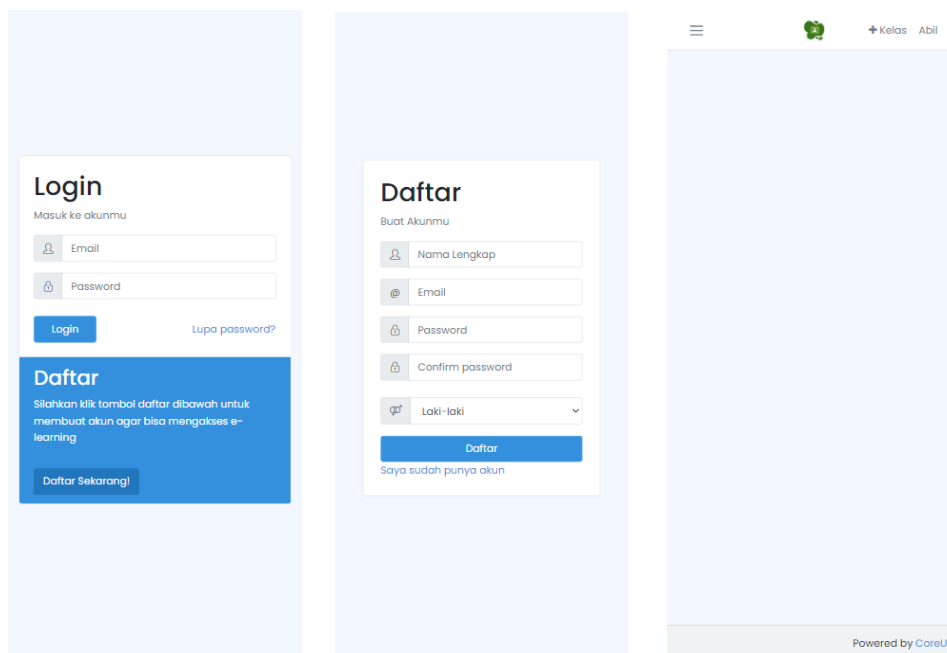 Login
Masuk ke akunmu
Email
Password
Login
Lupa password?
Daftar
Silahkan klik tombol daftar dibawah untuk
membuat akun agar bisa mengakses e-
learning
Daftar Sekarang!
Daftar
Buat Akunmu
Nama Lengkap
@ Email
Password
Confirm password
Laki-laki
Daftar
Saya sudah punya akun
+Kelas Abil
Powered by CoreU